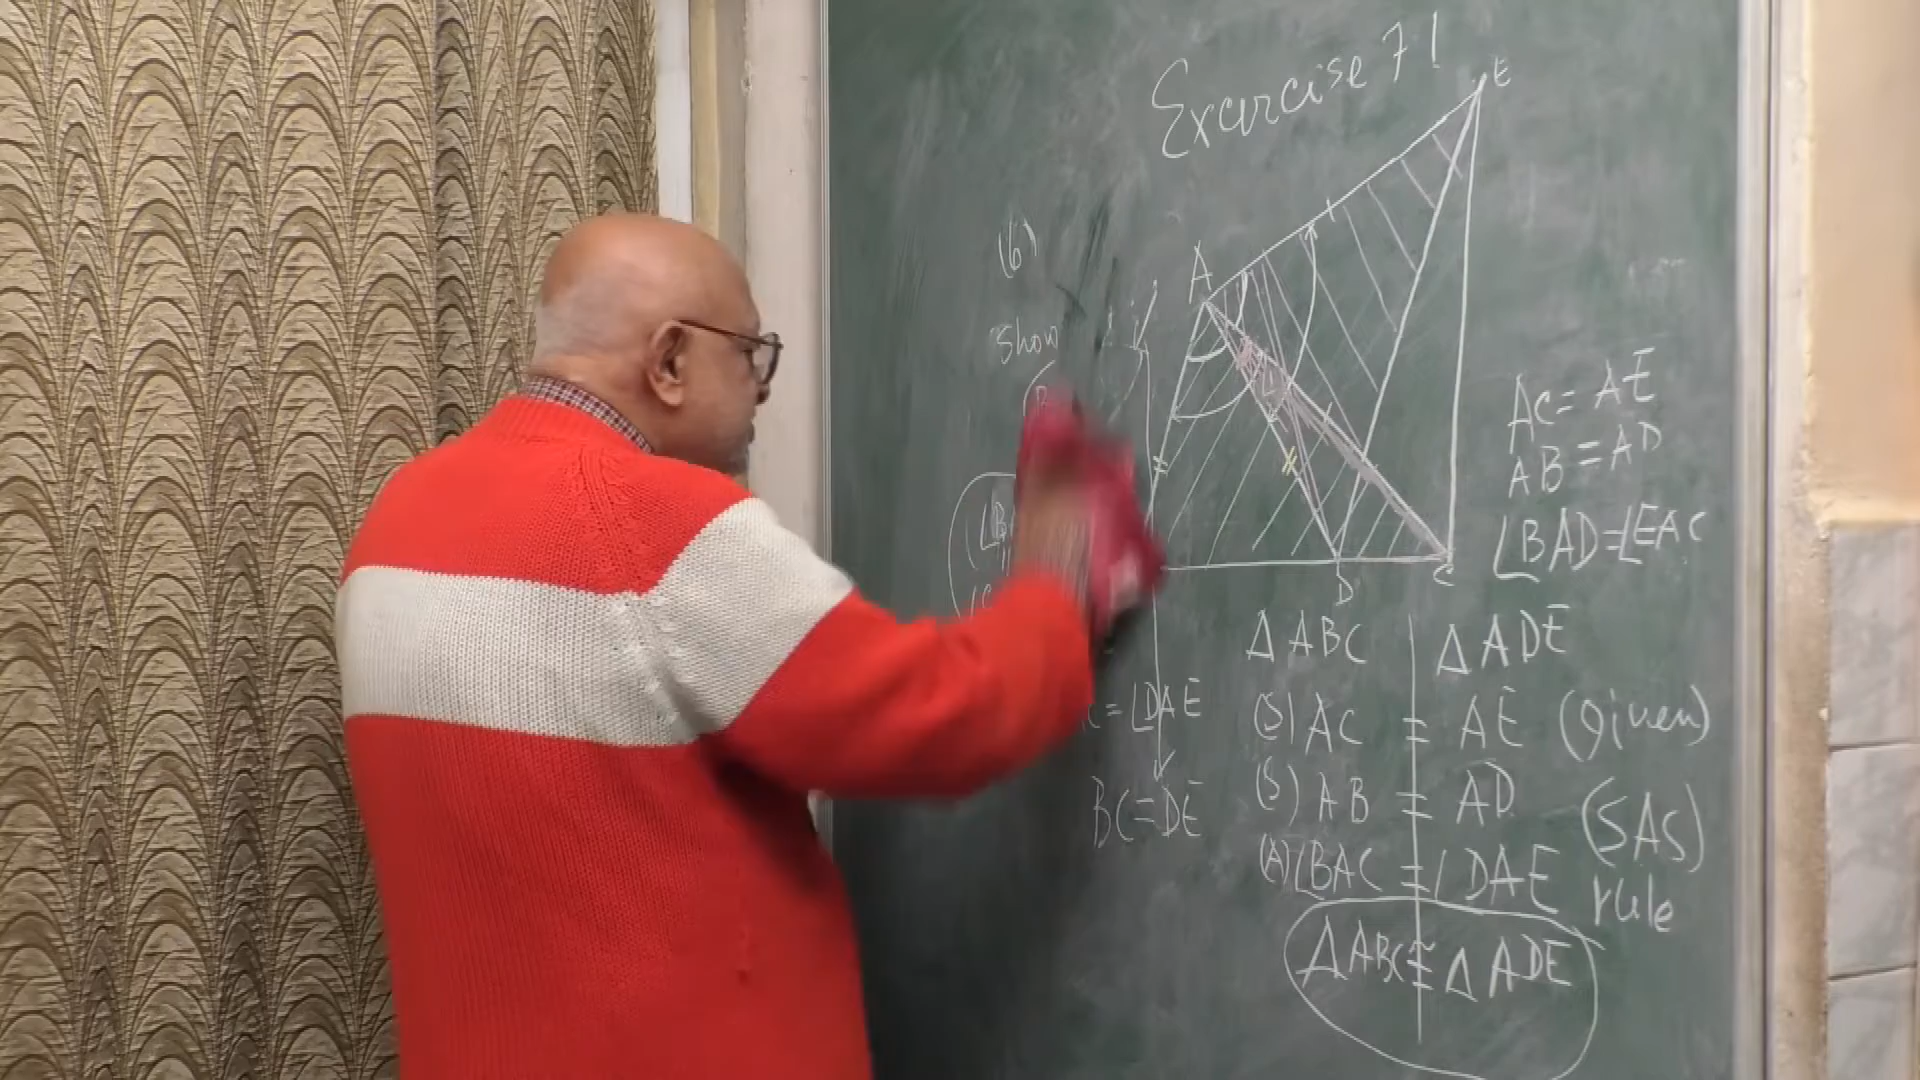 Exercise 7.1
E
(6)
A
Show
AC = AE
AB = AD
∠BAD = ∠EAC
D
C
Δ ABC
Δ ADE
= ∠DAE
(S) AC = AE (given)
BC = DE
(S) AB = AD
(SAS)
(A) ∠BAC = ∠DAE
rule
Δ ABC ≅ Δ ADE